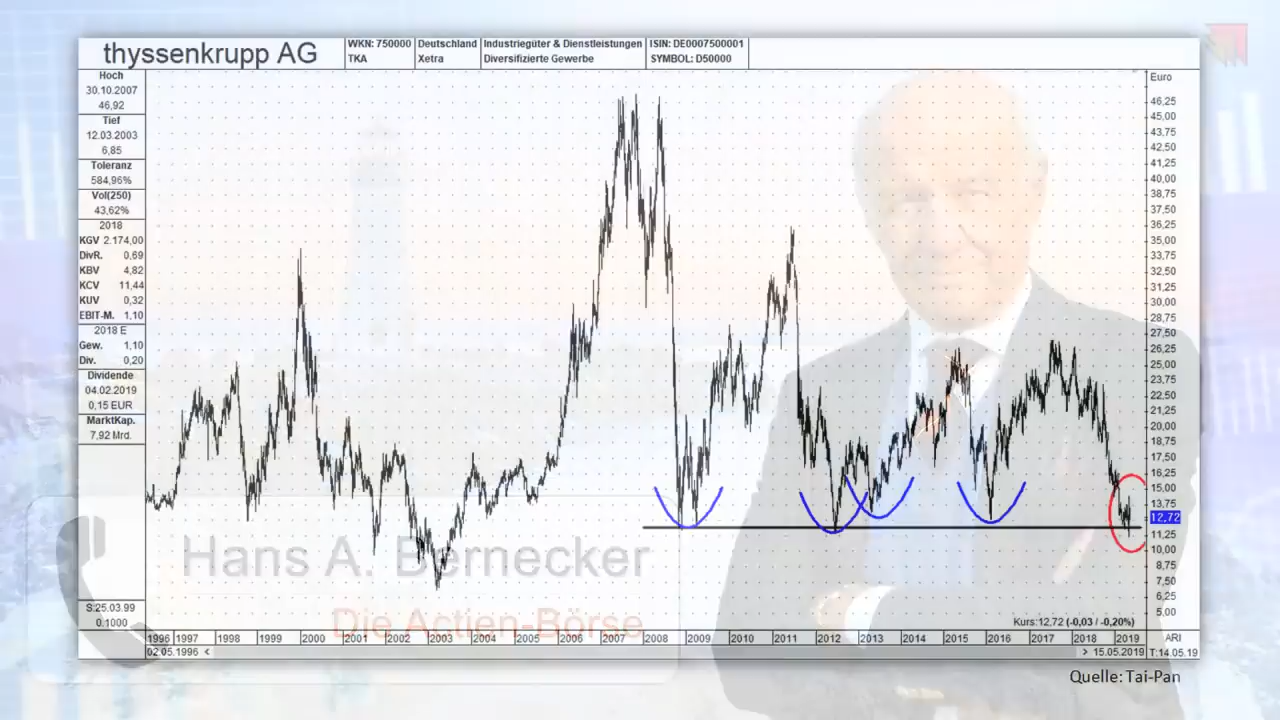 thyssenkrupp AG
WKN: 750000
TKA
Deutschland
Xetra
Industriegüter & Dienstleistungen
Diversifizierte Gewerbe
ISIN: DE0007500001
SYMBOL: D50000
Hoch
30.10.2007
46,92
Tief
12.03.2003
6,85
Toleranz
584,96%
Vol(250)
43,62%
2018
KGV 2.174,00
DivR. 0,69
KBV 4,82
KCV 11,44
KUV 0,32
EBIT-M. 1,10
2018 E
Gew. 1,10
Div. 0,20
Dividende
04.02.2019
0,15 EUR
MarktKap.
7,92 Mrd.
S:25.03.99
0.1000
Euro
46,25
45,00
43,75
42,50
41,25
40,00
38,75
37,50
36,25
35,00
33,75
32,50
31,25
30,00
28,75
27,50
26,25
25,00
23,75
22,50
21,25
20,00
18,75
17,50
16,25
15,00
13,75
12,72
11,25
10,00
8,75
7,50
6,25
5,00
Hans A. Bernecker
Die Actien-Börse
Kurs:12,72 (-0,03 / -0,20%)
1996 1997 1998 1999 2000 2001 2002 2003 2004 2005 2006 2007 2008 2009 2010 2011 2012 2013 2014 2015 2016 2017 2018 2019 ARI
02.05.1996 < > 15.05.2019 T:14.05.19
Quelle: Tai-Pan